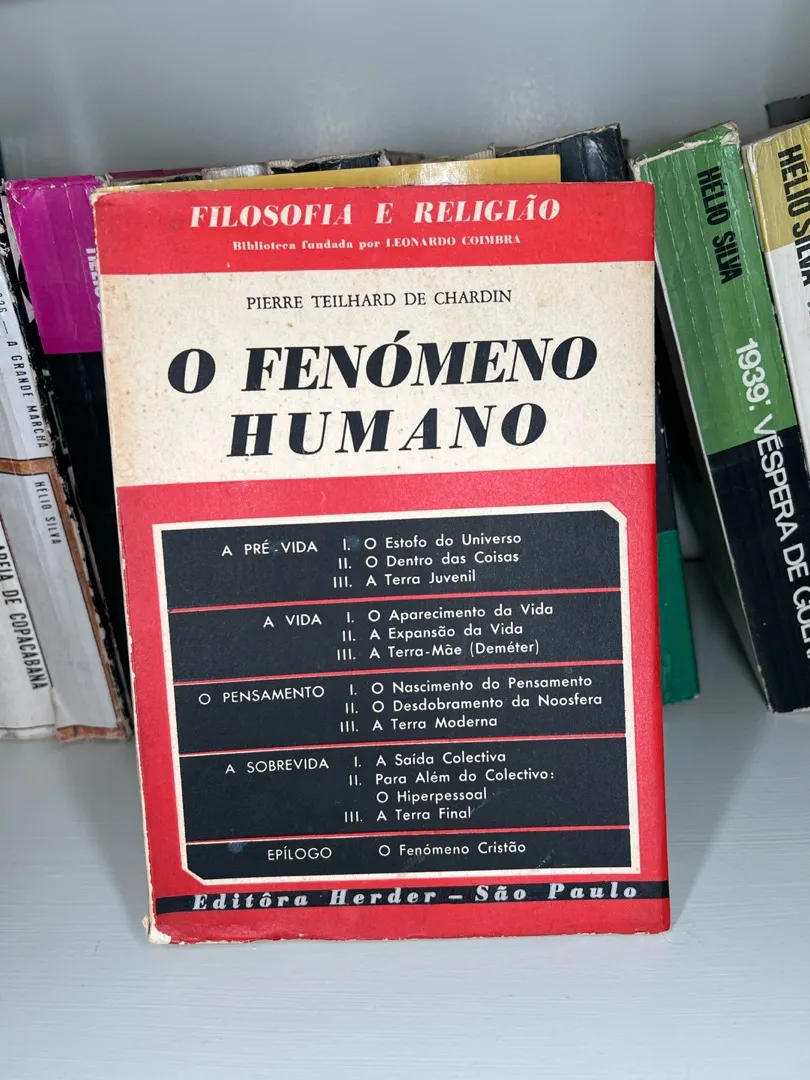 FILOSOFIA E RELIGIÃO
Biblioteca fundada por LEONARDO COIMBRA
PIERRE TEILHARD DE CHARDIN
O FENÓMENO
HUMANO
A PRÉ-VIDA I. O Estofo do Universo
II. O Dentro das Coisas
III. A Terra Juvenil
A VIDA I. O Aparecimento da Vida
II. A Expansão da Vida
III. A Terra-Mãe (Deméter)
O PENSAMENTO I. O Nascimento do Pensamento
II. O Desdobramento da Noosfera
III. A Terra Moderna
A SOBREVIDA I. A Saída Colectiva
II. Para Além do Colectivo:
O Hiperpessoal
III. A Terra Final
EPÍLOGO O Fenómeno Cristão
Editôra Herder – São Paulo
A GRANDE MARCHA
HELIO SILVA
AREIA DE COPACABANA
HÉLIO SILVA
1939: VÉSPERA DE
HELIO SILVA